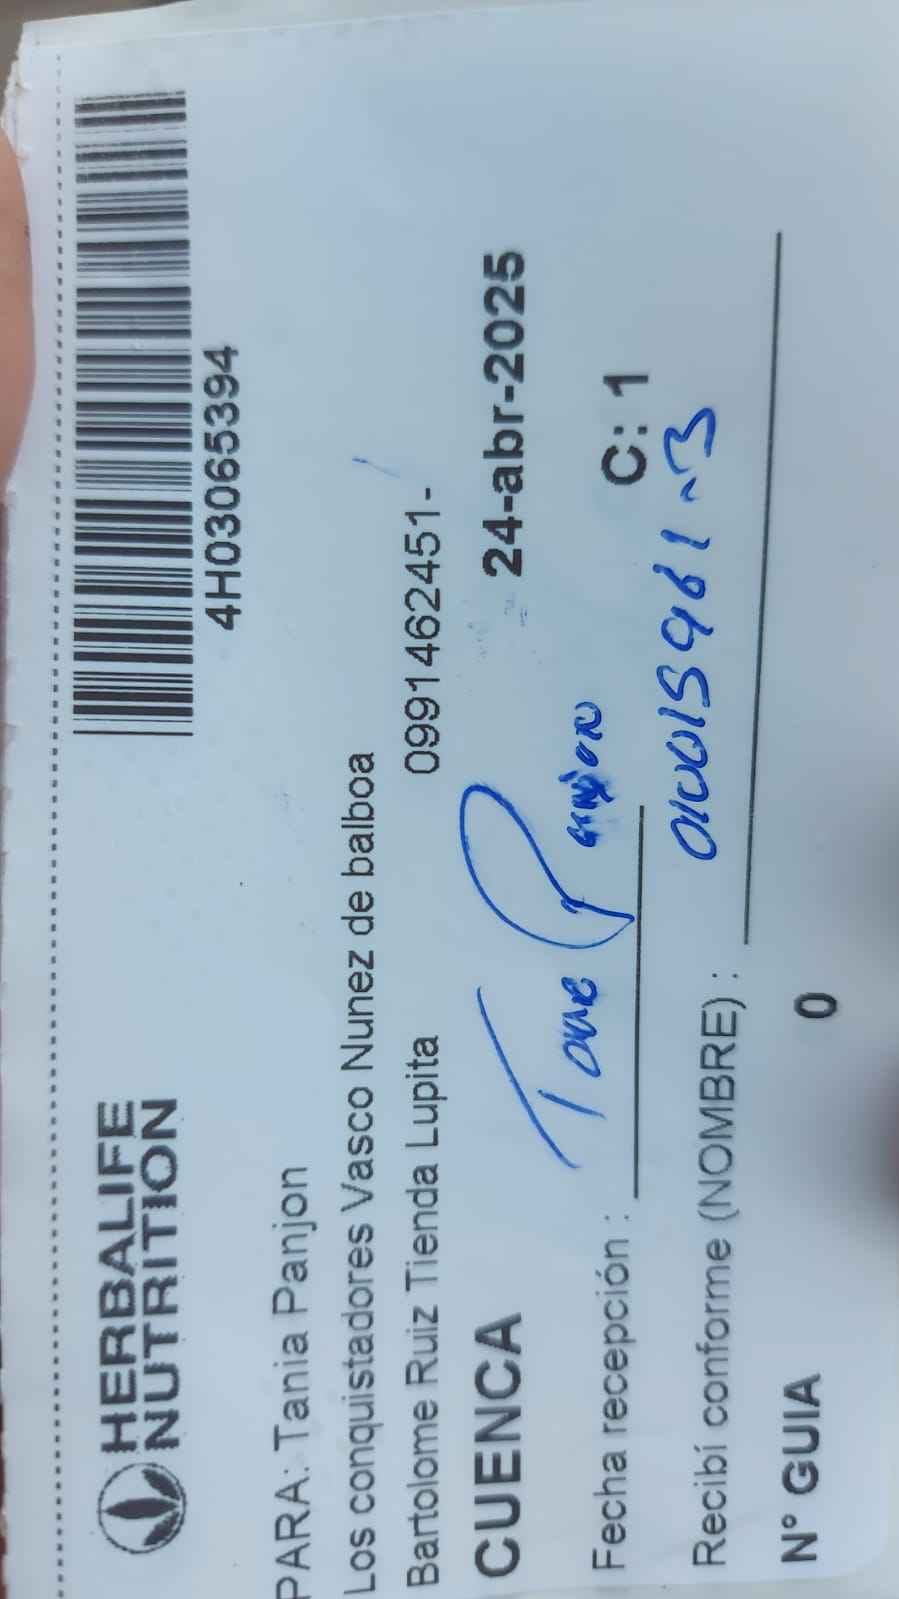 HERBALIFE
NUTRITION
4H03065394
PARA: Tania Panjon
Los conquistadores Vasco Nunez de balboa
Bartolome Ruiz Tienda Lupita 0991462451-
CUENCA 24-abr-2025
Fecha recepción : C: 1
Recibí conforme (NOMBRE) :
N° GUIA 0